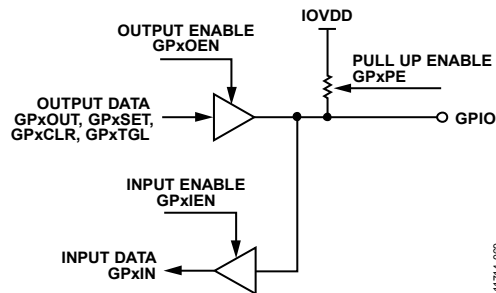 IOVDD
OUTPUT ENABLE
GPxOEN
PULL UP ENABLE
GPxPE
OUTPUT DATA
GPxOUT, GPxSET,
GPxCLR, GPxTGL
GPIO
INPUT ENABLE
GPxIEN
INPUT DATA
GPxIN